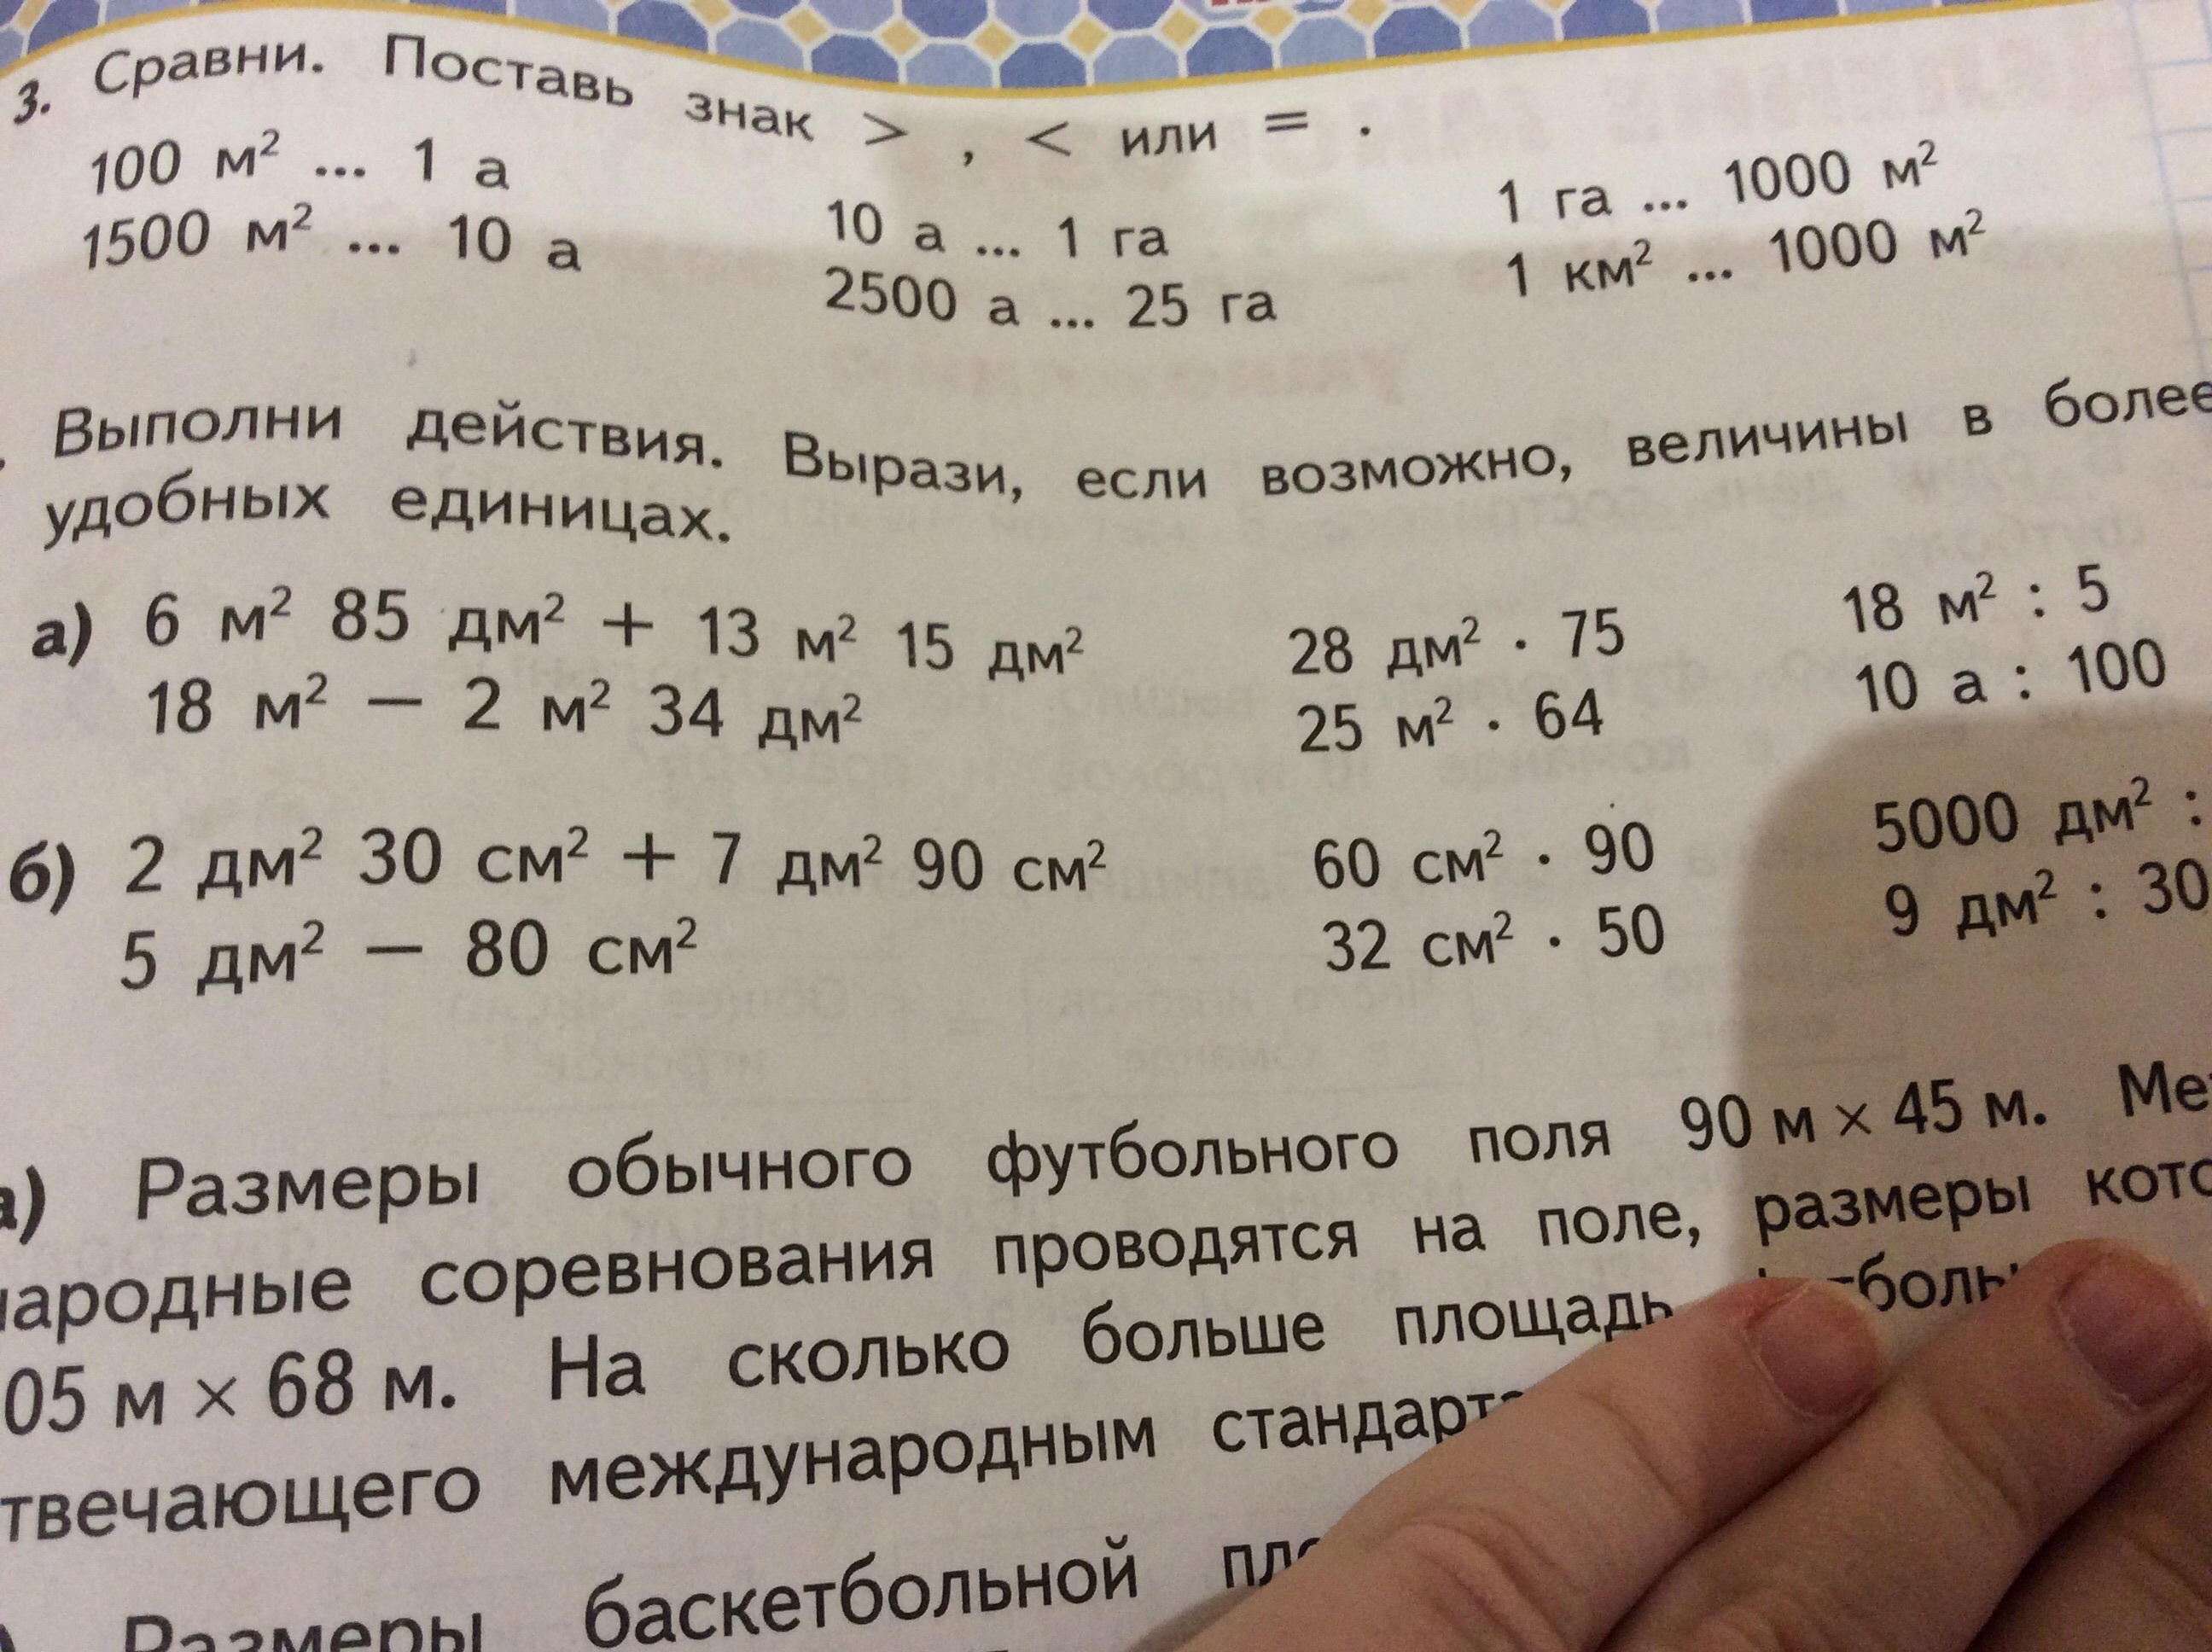 3. Сравни. Поставь знак > , < или = .
100 м² ... 1 а 10 а ... 1 га 1 га ... 1000 м²
1500 м² ... 10 а 2500 а ... 25 га 1 км² ... 1000 м²
Выполни действия. Вырази, если возможно, величины в более
удобных единицах.
а) 6 м² 85 дм² + 13 м² 15 дм² 28 дм² · 75 18 м² : 5
18 м² − 2 м² 34 дм² 25 м² · 64 10 а : 100
б) 2 дм² 30 см² + 7 дм² 90 см² 60 см² · 90 5000 дм² :
5 дм² − 80 см² 32 см² · 50 9 дм² : 30
а) Размеры обычного футбольного поля 90 м × 45 м. Ме
народные соревнования проводятся на поле, размеры кото
05 м × 68 м. На сколько больше площадь
твечающего международным стандарт
Размеры баскетбольной